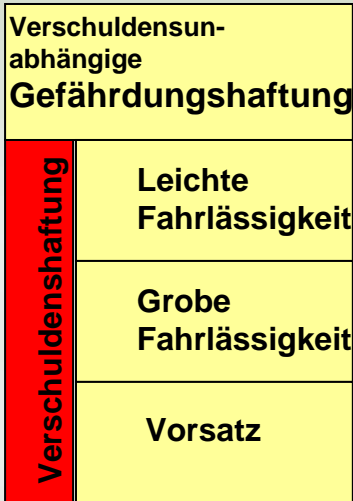 Verschuldensun-
abhängige
Gefährdungshaftung
Verschuldenshaftung
Leichte
Fahrlässigkeit
Grobe
Fahrlässigkeit
Vorsatz